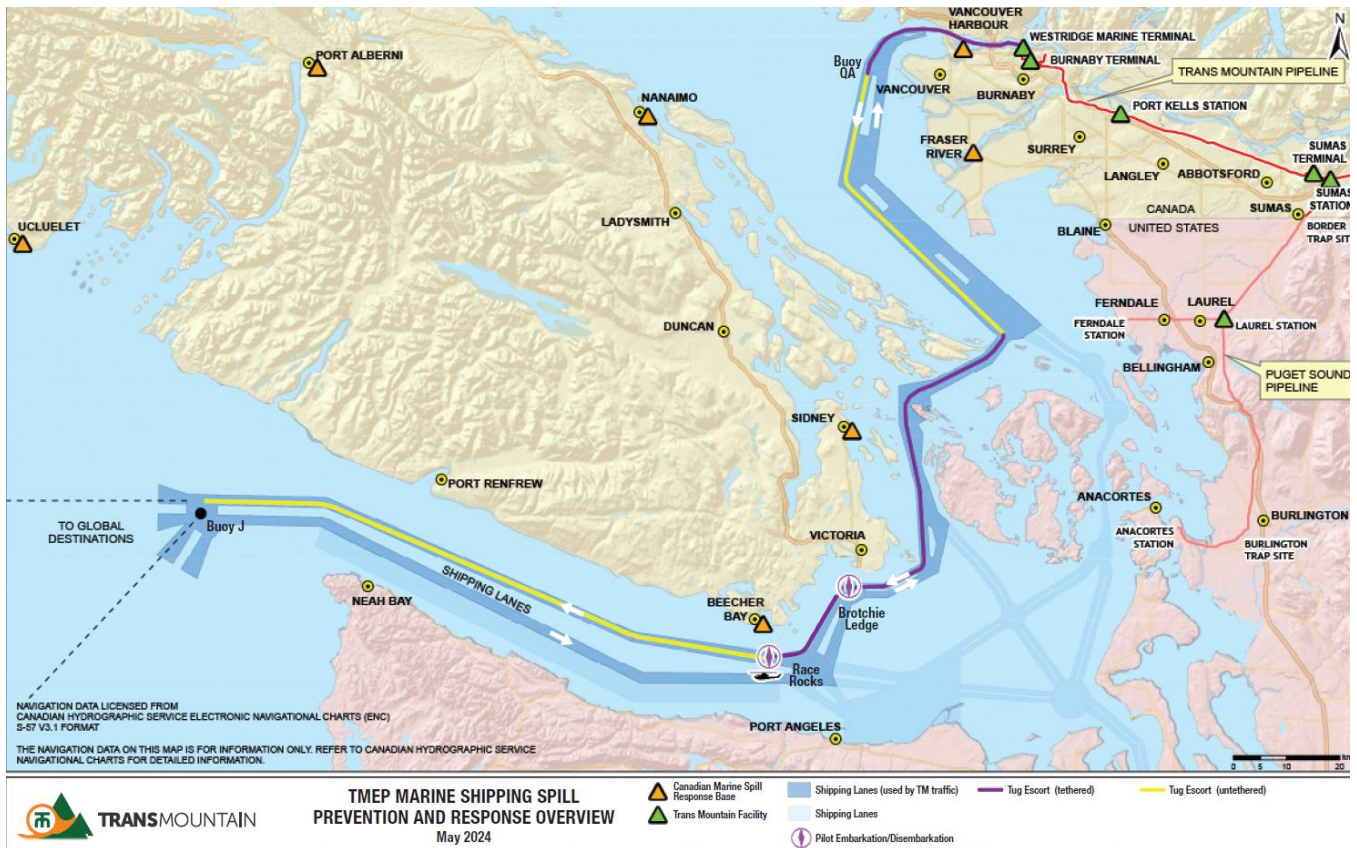 VANCOUVER
HARBOUR
N
WESTRIDGE MARINE TERMINAL
PORT ALBERNI
Buoy
QA
BURNABY TERMINAL
VANCOUVER
BURNABY
TRANS MOUNTAIN PIPELINE
NANAIMO
PORT KELLS STATION
FRASER
RIVER
SURREY
SUMAS
TERMINAL
LANGLEY
ABBOTSFORD
SUMAS
STATION
LADYSMITH
CANADA
SUMAS
UCLUELET
BLAINE
UNITED STATES
BORDER
TRAP SITE
FERNDALE
LAUREL
DUNCAN
FERNDALE
STATION
LAUREL STATION
BELLINGHAM
PUGET SOUND
PIPELINE
SIDNEY
PORT RENFREW
ANACORTES
BURLINGTON
TO GLOBAL
DESTINATIONS
Buoy J
VICTORIA
ANACORTES
STATION
BURLINGTON
TRAP SITE
SHIPPING LANES
NEAH BAY
BEECHER
BAY
Brotchie
Ledge
Race
Rocks
PORT ANGELES
NAVIGATION DATA LICENSED FROM
CANADIAN HYDROGRAPHIC SERVICE ELECTRONIC NAVIGATIONAL CHARTS (ENC)
S-57 V3.1 FORMAT
THE NAVIGATION DATA ON THIS MAP IS FOR INFORMATION ONLY. REFER TO CANADIAN HYDROGRAPHIC SERVICE
NAVIGATIONAL CHARTS FOR DETAILED INFORMATION.
0 5 10 20
TRANSMOUNTAIN
TMEP MARINE SHIPPING SPILL
PREVENTION AND RESPONSE OVERVIEW
May 2024
Canadian Marine Spill
Response Base
Trans Mountain Facility
Shipping Lanes (used by TM traffic)
Shipping Lanes
Pilot Embarkation/Disembarkation
Tug Escort (tethered)
Tug Escort (untethered)